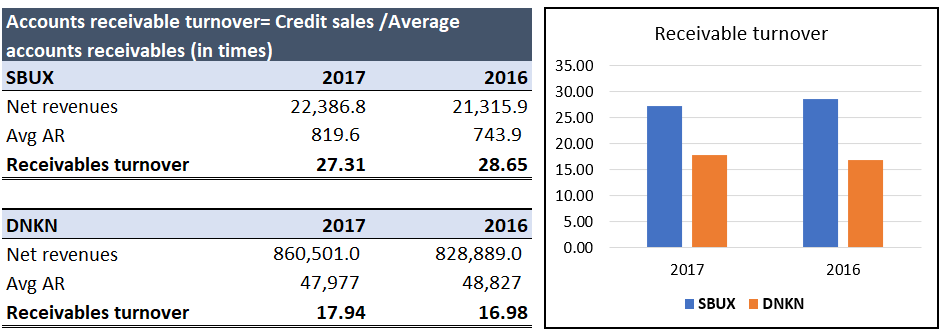 Accounts receivable turnover= Credit sales /Average
accounts receivables (in times)
SBUX 2017 2016
Net revenues 22,386.8 21,315.9
Avg AR 819.6 743.9
Receivables turnover 27.31 28.65
DNKN 2017 2016
Net revenues 860,501.0 828,889.0
Avg AR 47,977 48,827
Receivables turnover 17.94 16.98
Receivable turnover
35.00
30.00
25.00
20.00
15.00
10.00
5.00
0.00
2017 2016
SBUX DNKN